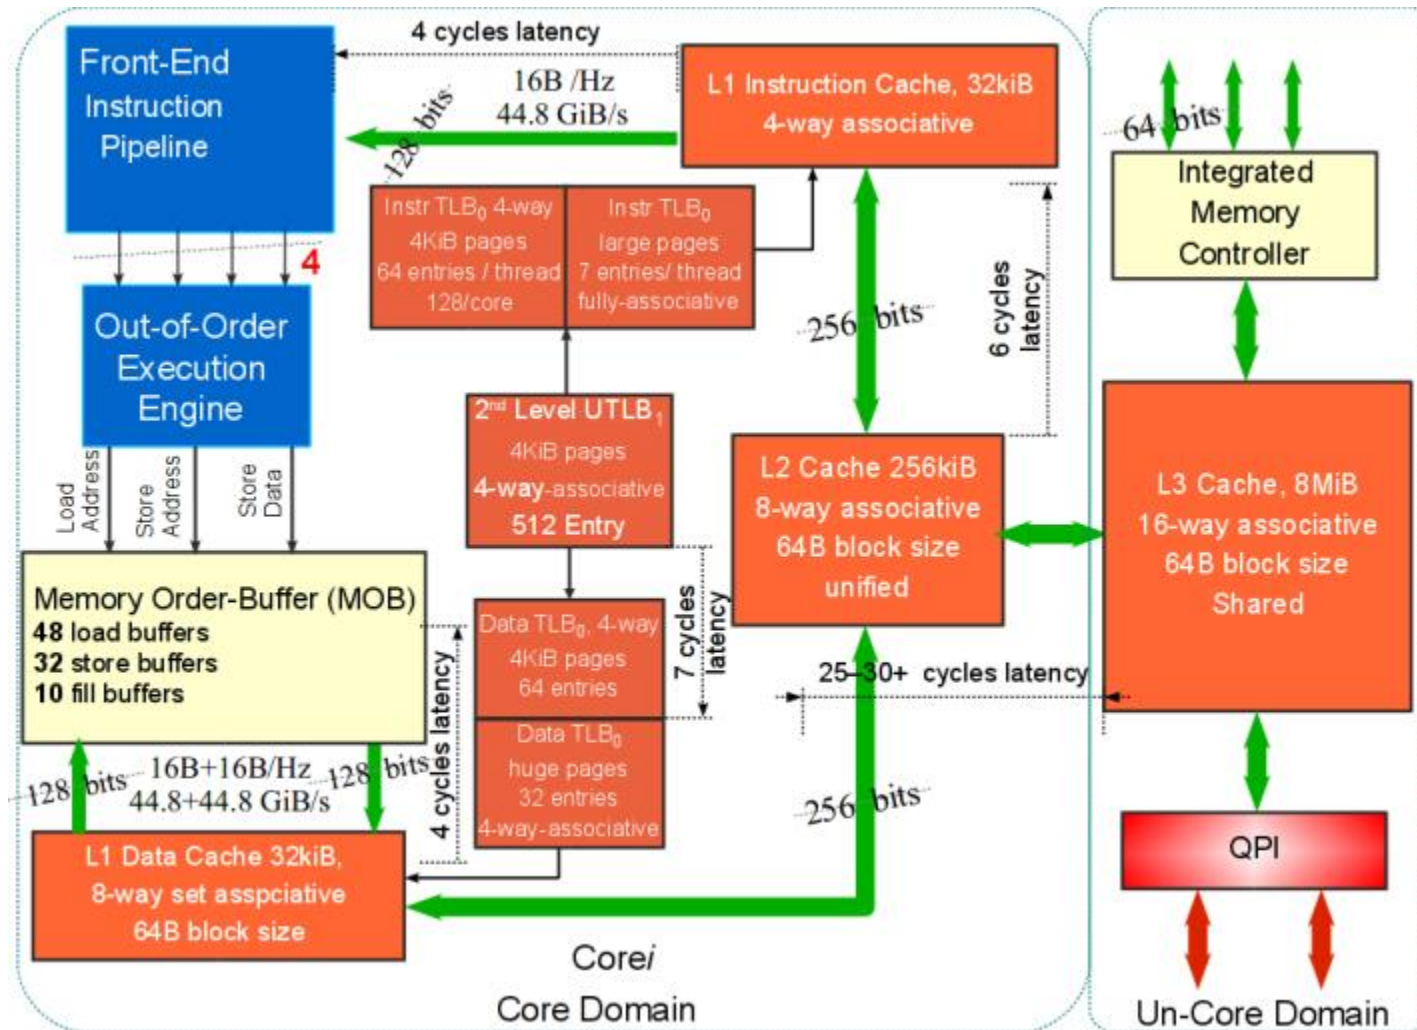 Front-End
Instruction
Pipeline
4 cycles latency
16B /Hz
44.8 GiB/s
128 bits
L1 Instruction Cache, 32kiB
4-way associative
64 bits
Integrated
Memory
Controller
4
Instr TLB0 4-way
4KiB pages
64 entries / thread
128/core
Instr TLB0
large pages
7 entries/ thread
fully-associative
256 bits
6 cycles
latency
Out-of-Order
Execution
Engine
Load
Address
Store
Address
Store
Data
2nd Level UTLB1
4KiB pages
4-way-associative
512 Entry
L2 Cache 256kiB
8-way associative
64B block size
unified
L3 Cache, 8MiB
16-way associative
64B block size
Shared
Memory Order-Buffer (MOB)
48 load buffers
32 store buffers
10 fill buffers
4 cycles latency
Data TLB0, 4-way
4KiB pages
64 entries
7 cycles
latency
25–30+ cycles latency
Data TLB0
huge pages
32 entries
4-way-associative
128 bits
16B+16B/Hz
44.8+44.8 GiB/s
128 bits
256 bits
L1 Data Cache 32kiB,
8-way set asspciative
64B block size
QPI
Corei
Core Domain
Un-Core Domain